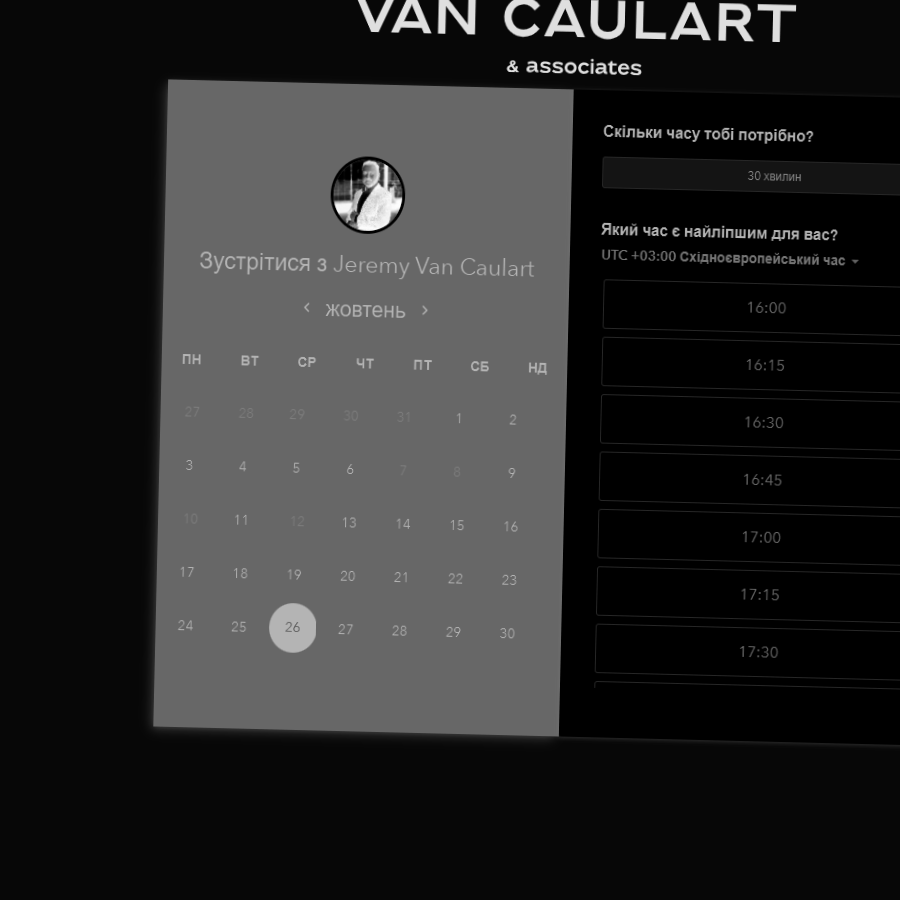 VAN CAULART
& associates
Зустрітися з Jeremy Van Caulart
жовтень
ПН ВТ СР ЧТ ПТ СБ НД
27 28 29 30 31 1 2
3 4 5 6 7 8 9
10 11 12 13 14 15 16
17 18 19 20 21 22 23
24 25 26 27 28 29 30
Скільки часу тобі потрібно?
30 хвилин
Який час є найліпшим для вас?
UTC +03:00 Східноєвропейський час
16:00
16:15
16:30
16:45
17:00
17:15
17:30